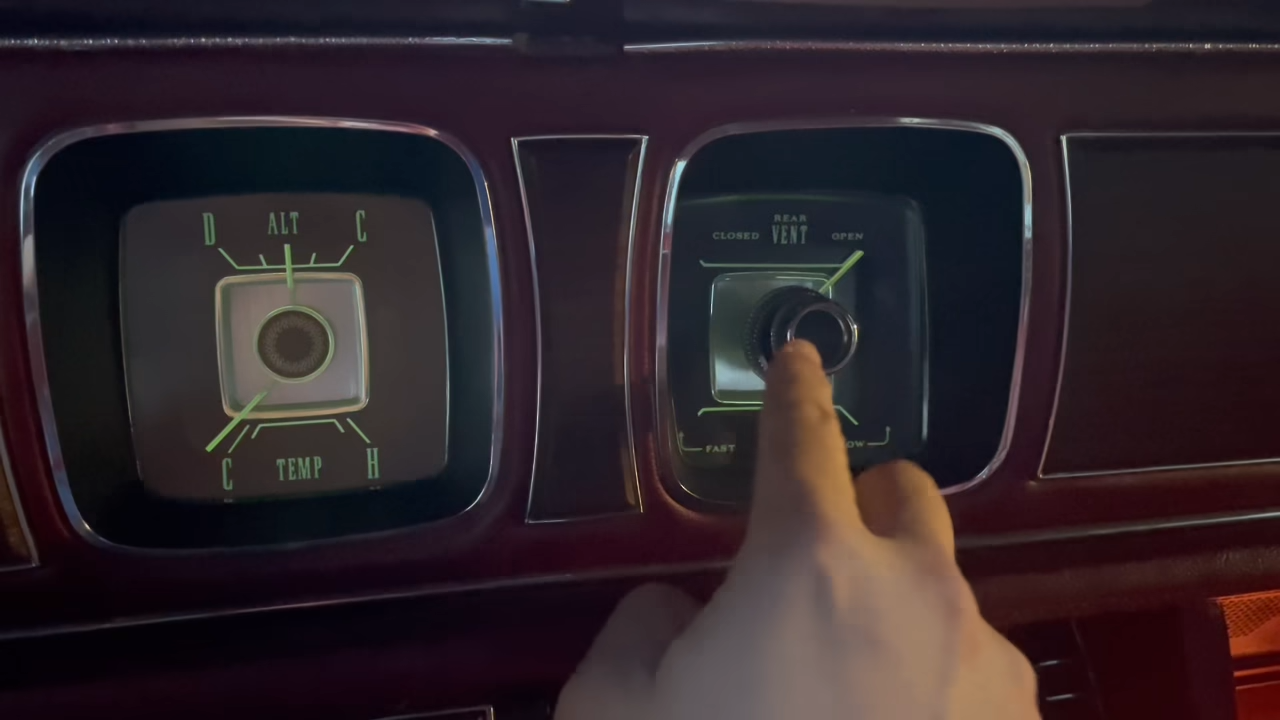 D ALT C
C TEMP H
REAR
CLOSED VENT OPEN
FAST